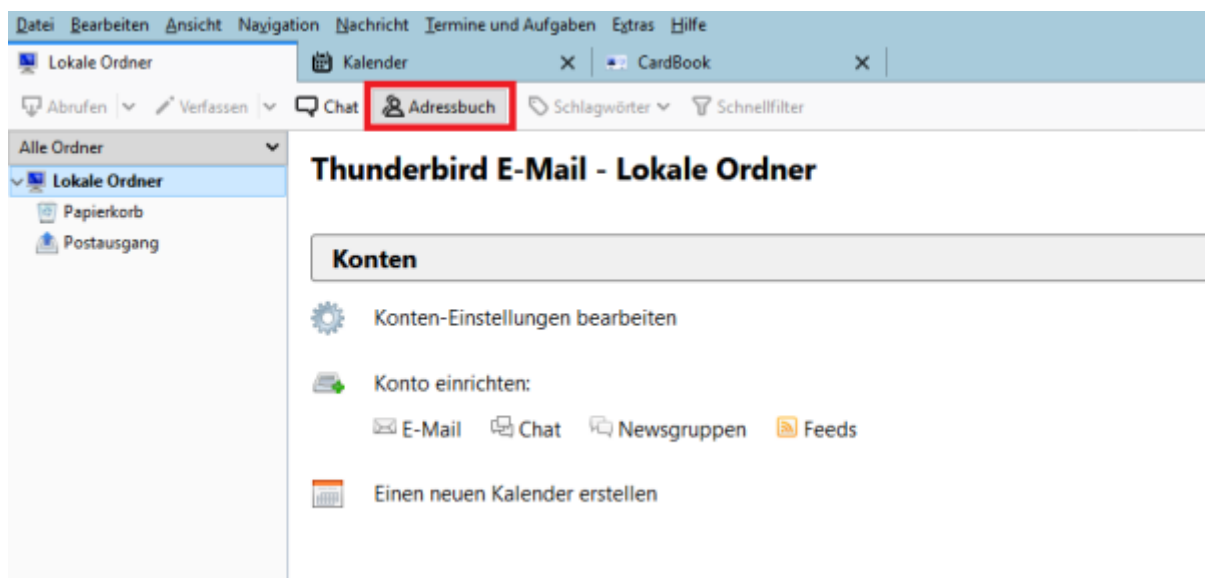 Datei Bearbeiten Ansicht Navigation Nachricht Termine und Aufgaben Extras Hilfe
Lokale Ordner Kalender CardBook
Abrufen Verfassen Chat Adressbuch Schlagwörter Schnellfilter
Alle Ordner
Lokale Ordner
Papierkorb
Postausgang
Thunderbird E-Mail - Lokale Ordner
Konten
Konten-Einstellungen bearbeiten
Konto einrichten:
E-Mail Chat Newsgruppen Feeds
Einen neuen Kalender erstellen